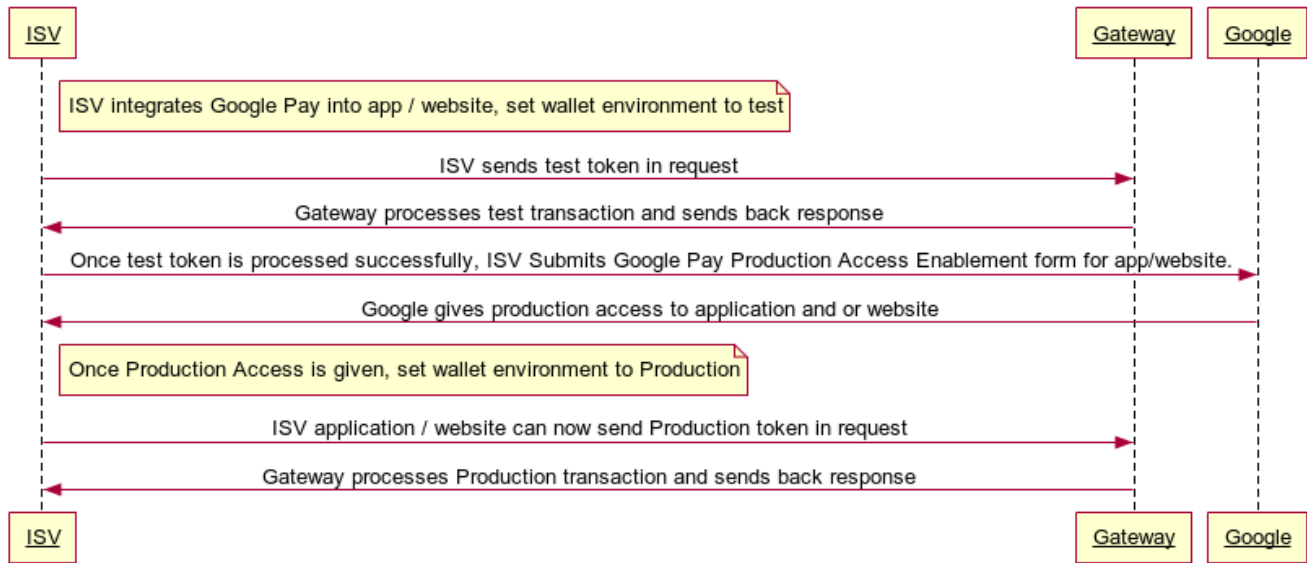 ISV
Gateway
Google
ISV integrates Google Pay into app / website, set wallet environment to test
ISV sends test token in request
Gateway processes test transaction and sends back response
Once test token is processed successfully, ISV Submits Google Pay Production Access Enablement form for app/website.
Google gives production access to application and or website
Once Production Access is given, set wallet environment to Production
ISV application / website can now send Production token in request
Gateway processes Production transaction and sends back response
ISV
Gateway
Google